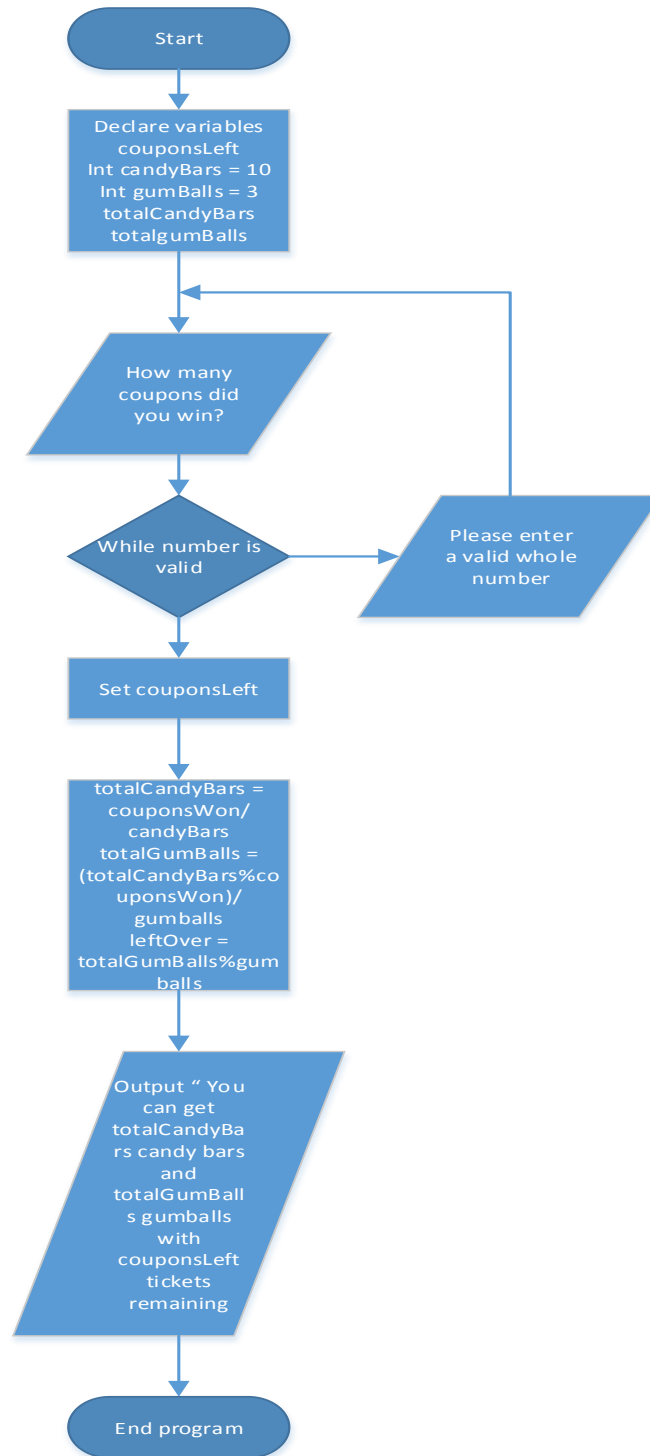 Start
Declare variables
couponsLeft
Int candyBars = 10
Int gumBalls = 3
totalCandyBars
totalgumBalls
How many
coupons did
you win?
While number is
valid
Please enter
a valid whole
number
Set couponsLeft
totalCandyBars =
couponsWon/
candyBars
totalGumBalls =
(totalCandyBars%co
uponsWon)/
gumballs
leftOver =
totalGumBalls%gum
balls
Output “ You
can get
totalCandyBa
rs candy bars
and
totalGumBall
s gumballs
with
couponsLeft
tickets
remaining
End program